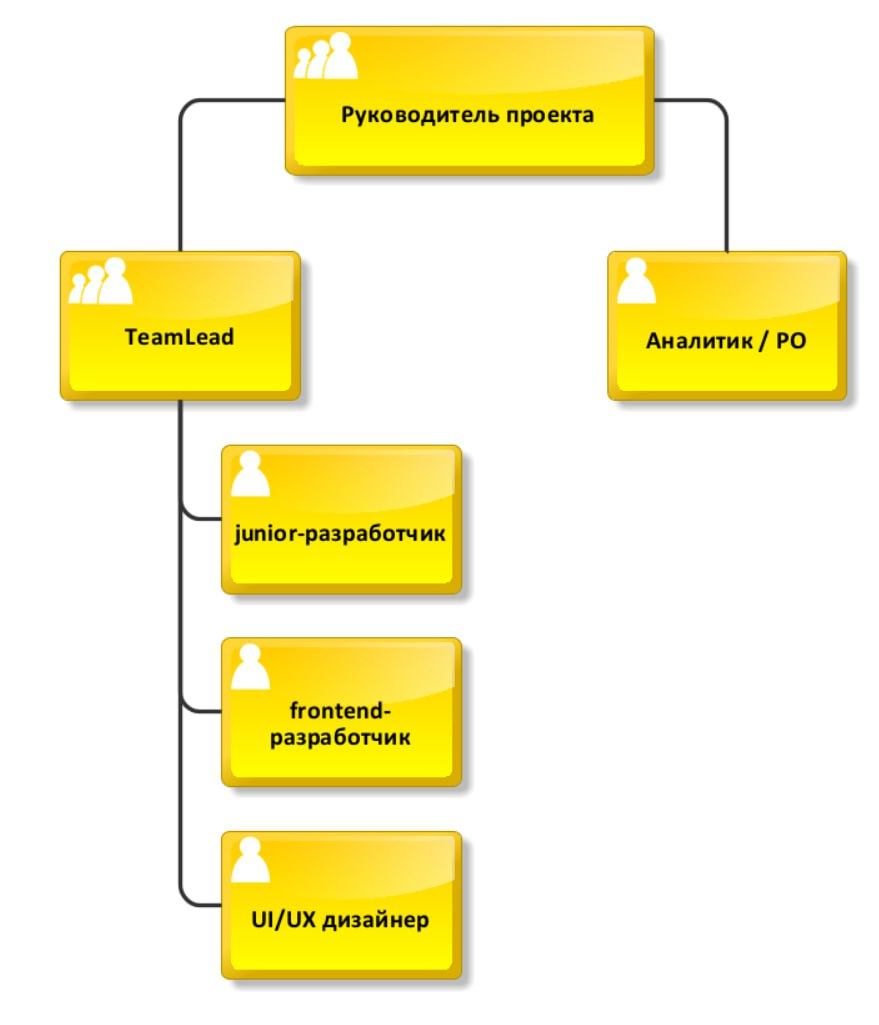 Руководитель проекта
TeamLead
Аналитик / PO
junior-разработчик
frontend-
разработчик
UI/UX дизайнер